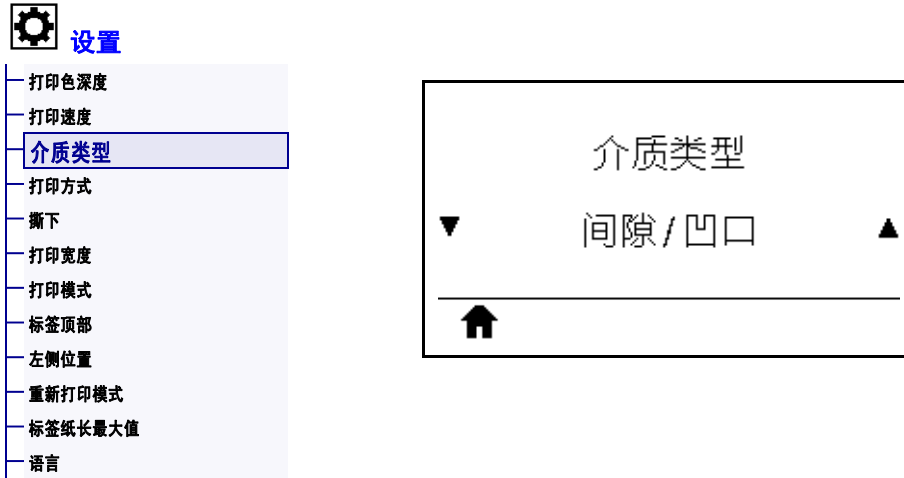 设置
打印色深度
打印速度
介质类型
打印方式
撕下
打印宽度
打印模式
标签顶部
左侧位置
重新打印模式
标签纸长最大值
语言
介质类型
间隙/凹口